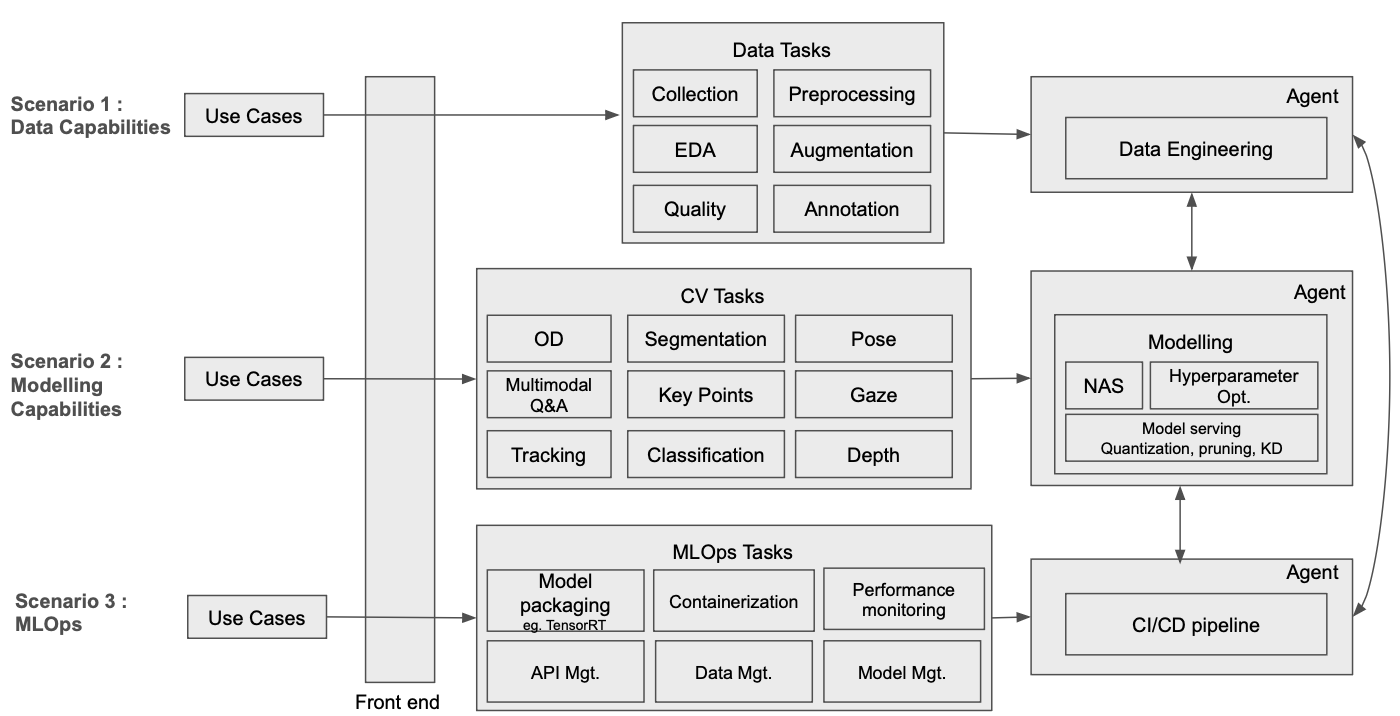 Scenario 1 :
Data Capabilities
Use Cases
Data Tasks
Collection
Preprocessing
EDA
Augmentation
Quality
Annotation
Agent
Data Engineering
Scenario 2 :
Modelling
Capabilities
Use Cases
CV Tasks
OD
Segmentation
Pose
Multimodal
Q&A
Key Points
Gaze
Tracking
Classification
Depth
Agent
Modelling
NAS
Hyperparameter
Opt.
Model serving
Quantization, pruning, KD
Scenario 3 :
MLOps
Use Cases
MLOps Tasks
Model
packaging
eg. TensorRT
Containerization
Performance
monitoring
API Mgt.
Data Mgt.
Model Mgt.
Agent
CI/CD pipeline
Front end